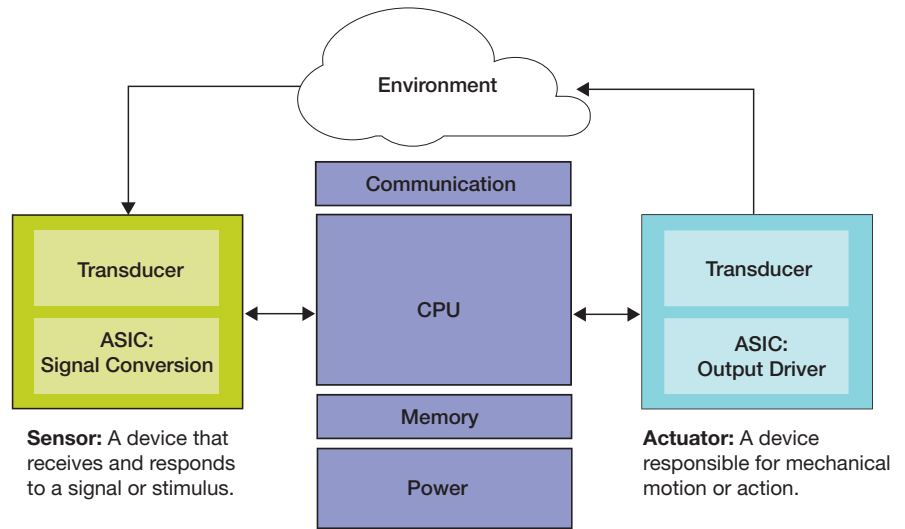 Environment
Communication
Transducer
ASIC:
Signal Conversion
CPU
Transducer
ASIC:
Output Driver
Memory
Power
Sensor: A device that
receives and responds
to a signal or stimulus.
Actuator: A device
responsible for mechanical
motion or action.